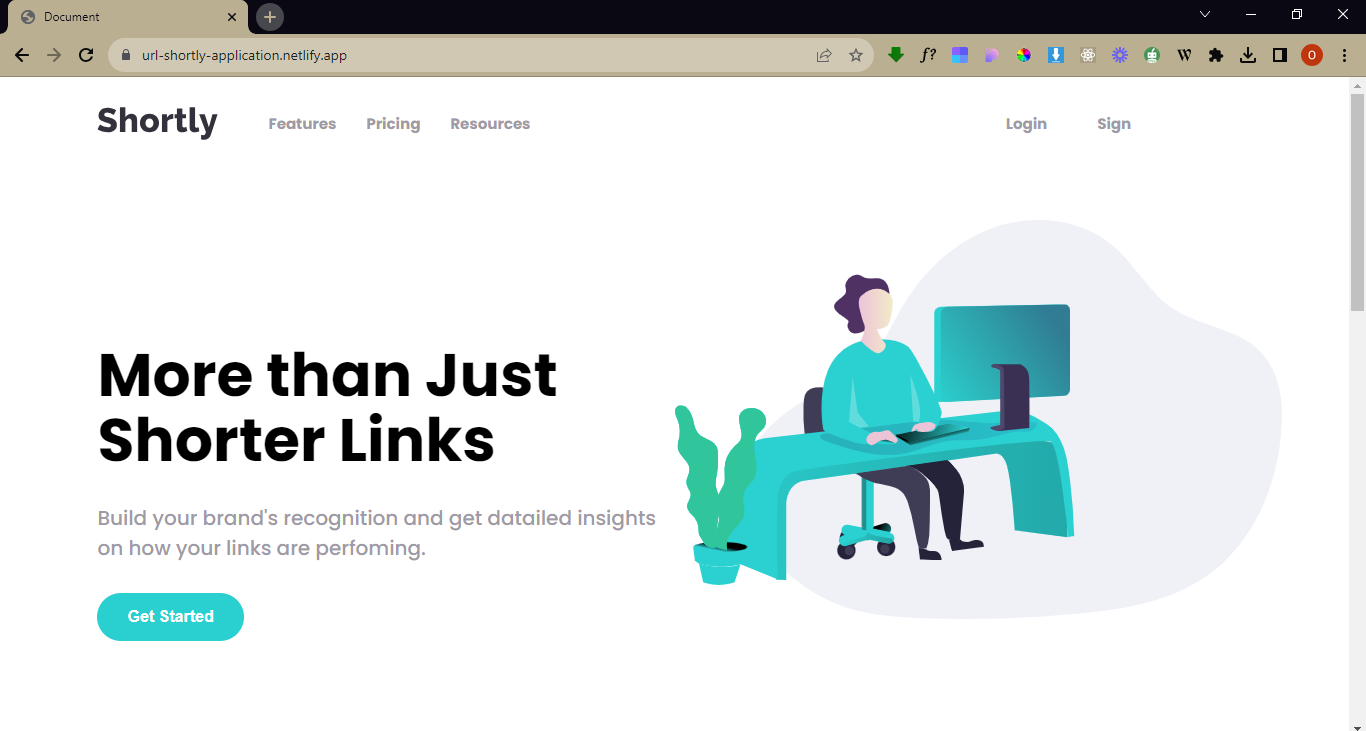 Document
url-shortly-application.netlify.app
f?
W
O
Shortly
Features
Pricing
Resources
Login
Sign
More than Just
Shorter Links
Build your brand's recognition and get datailed insights
on how your links are perfoming.
Get Started